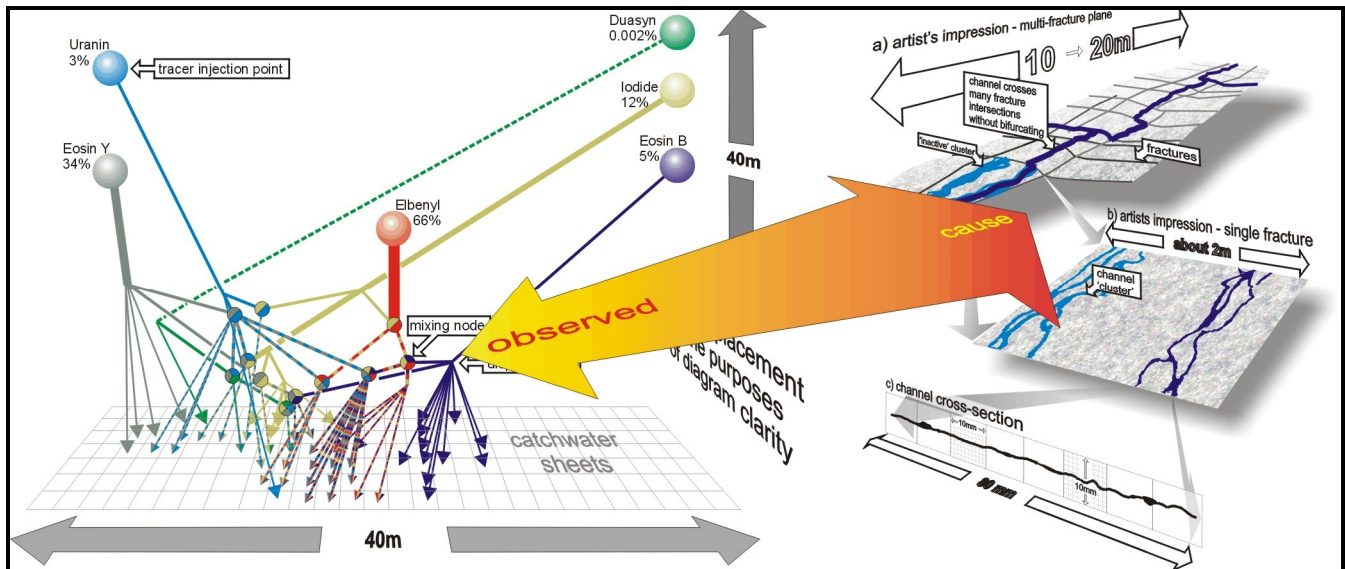 Uranin
3%
tracer injection point
Eosin Y
34%
Elbenyl
66%
Duasyn
0.002%
Iodide
12%
Eosin B
5%
40m
mixing node
catchwater
sheets
40m
observed
cause
purposes
of diagram clarity
a) artist's impression - multi-fracture plane
10 → 20m
channel crosses
many fracture
intersections
without bifurcating
'inactive' cluster
fractures
b) artists impression - single fracture
about 2m
channel
'cluster'
c) channel cross-section
10mm
10mm
80 mm